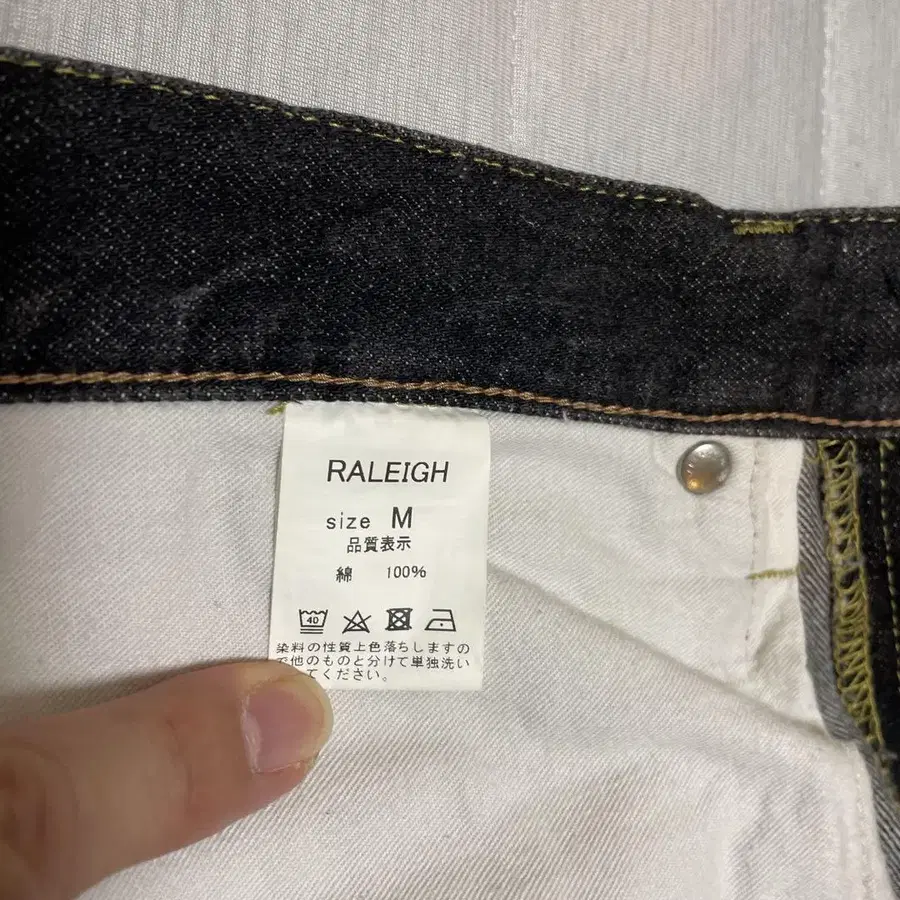 RALEIGH
size M
品質表示
綿 100%
40
染料の性質上色落ちしますの
で他のものと分けて単独洗い
てください。